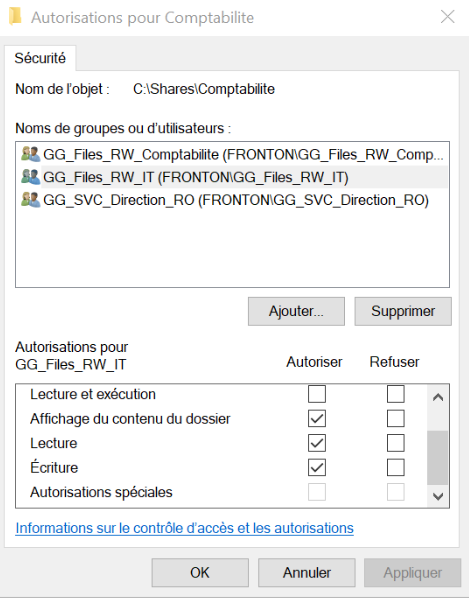 Autorisations pour Comptabilite
Sécurité
Nom de l'objet : C:\Shares\Comptabilite
Noms de groupes ou d'utilisateurs :
GG_Files_RW_Comptabilite (FRONTON\GG_Files_RW_Comp...
GG_Files_RW_IT (FRONTON\GG_Files_RW_IT)
GG_SVC_Direction_RO (FRONTON\GG_SVC_Direction_RO)
Ajouter... Supprimer
Autorisations pour
GG_Files_RW_IT Autoriser Refuser
Lecture et exécution
Affichage du contenu du dossier
Lecture
Écriture
Autorisations spéciales
Informations sur le contrôle d'accès et les autorisations
OK Annuler Appliquer